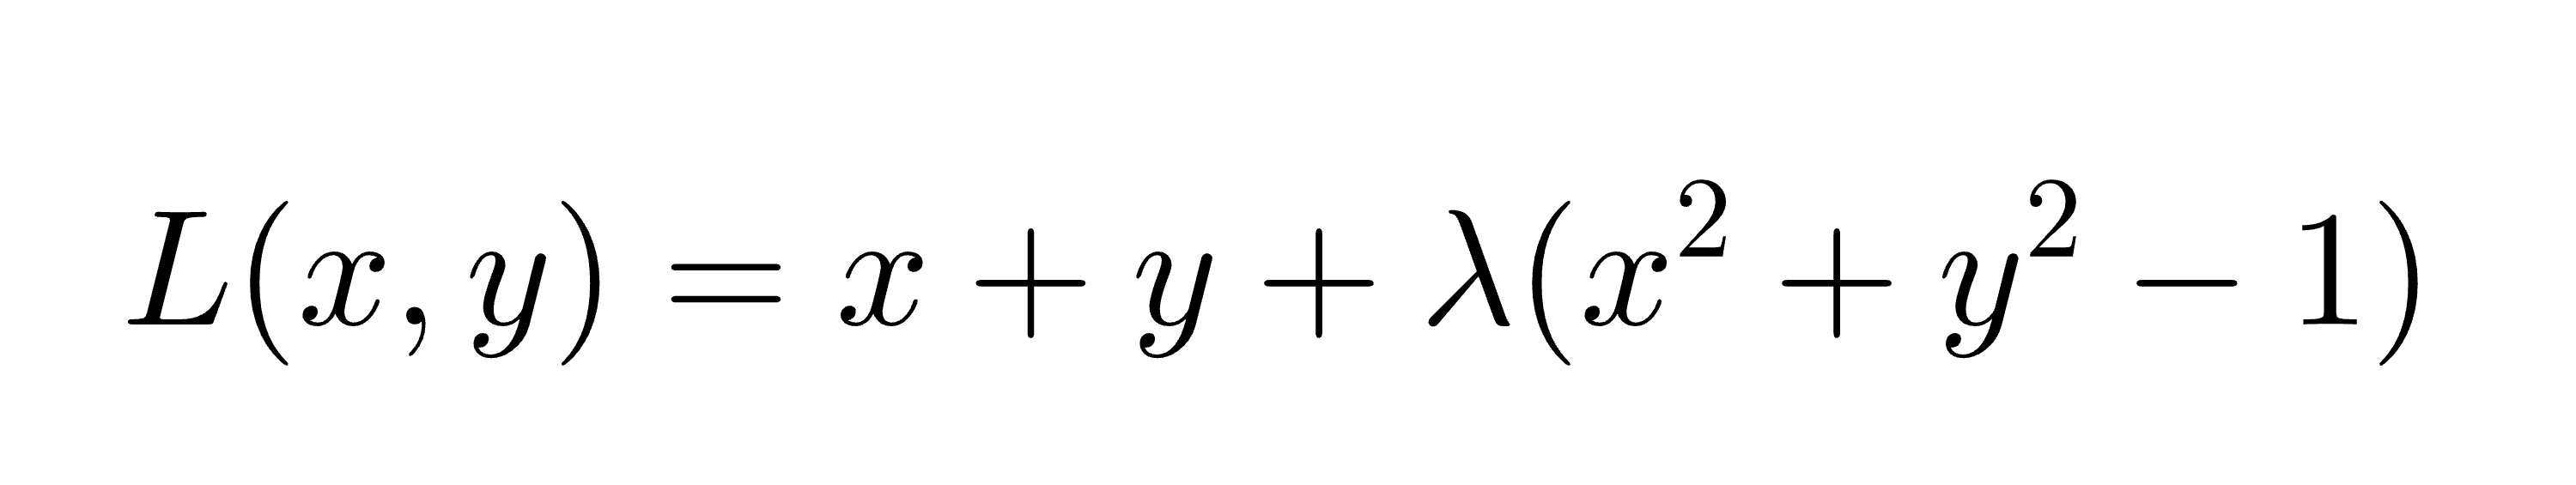 L(x, y) = x + y + λ(x² + y² − 1)